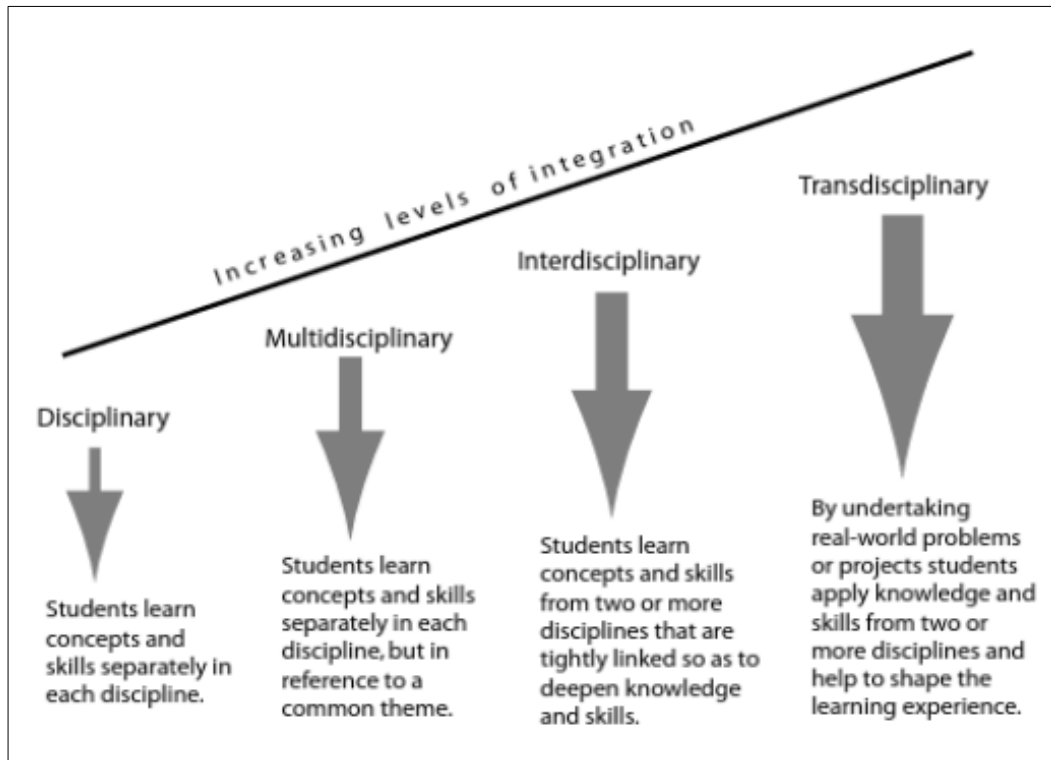 Increasing levels of integration
Transdisciplinary
Interdisciplinary
Multidisciplinary
Disciplinary
Students learn
concepts and
skills separately in
each discipline.
Students learn
concepts and skills
separately in each
discipline, but in
reference to a
common theme.
Students learn
concepts and skills
from two or more
disciplines that are
tightly linked so as to
deepen knowledge
and skills.
By undertaking
real-world problems
or projects students
apply knowledge and
skills from two or
more disciplines and
help to shape the
learning experience.